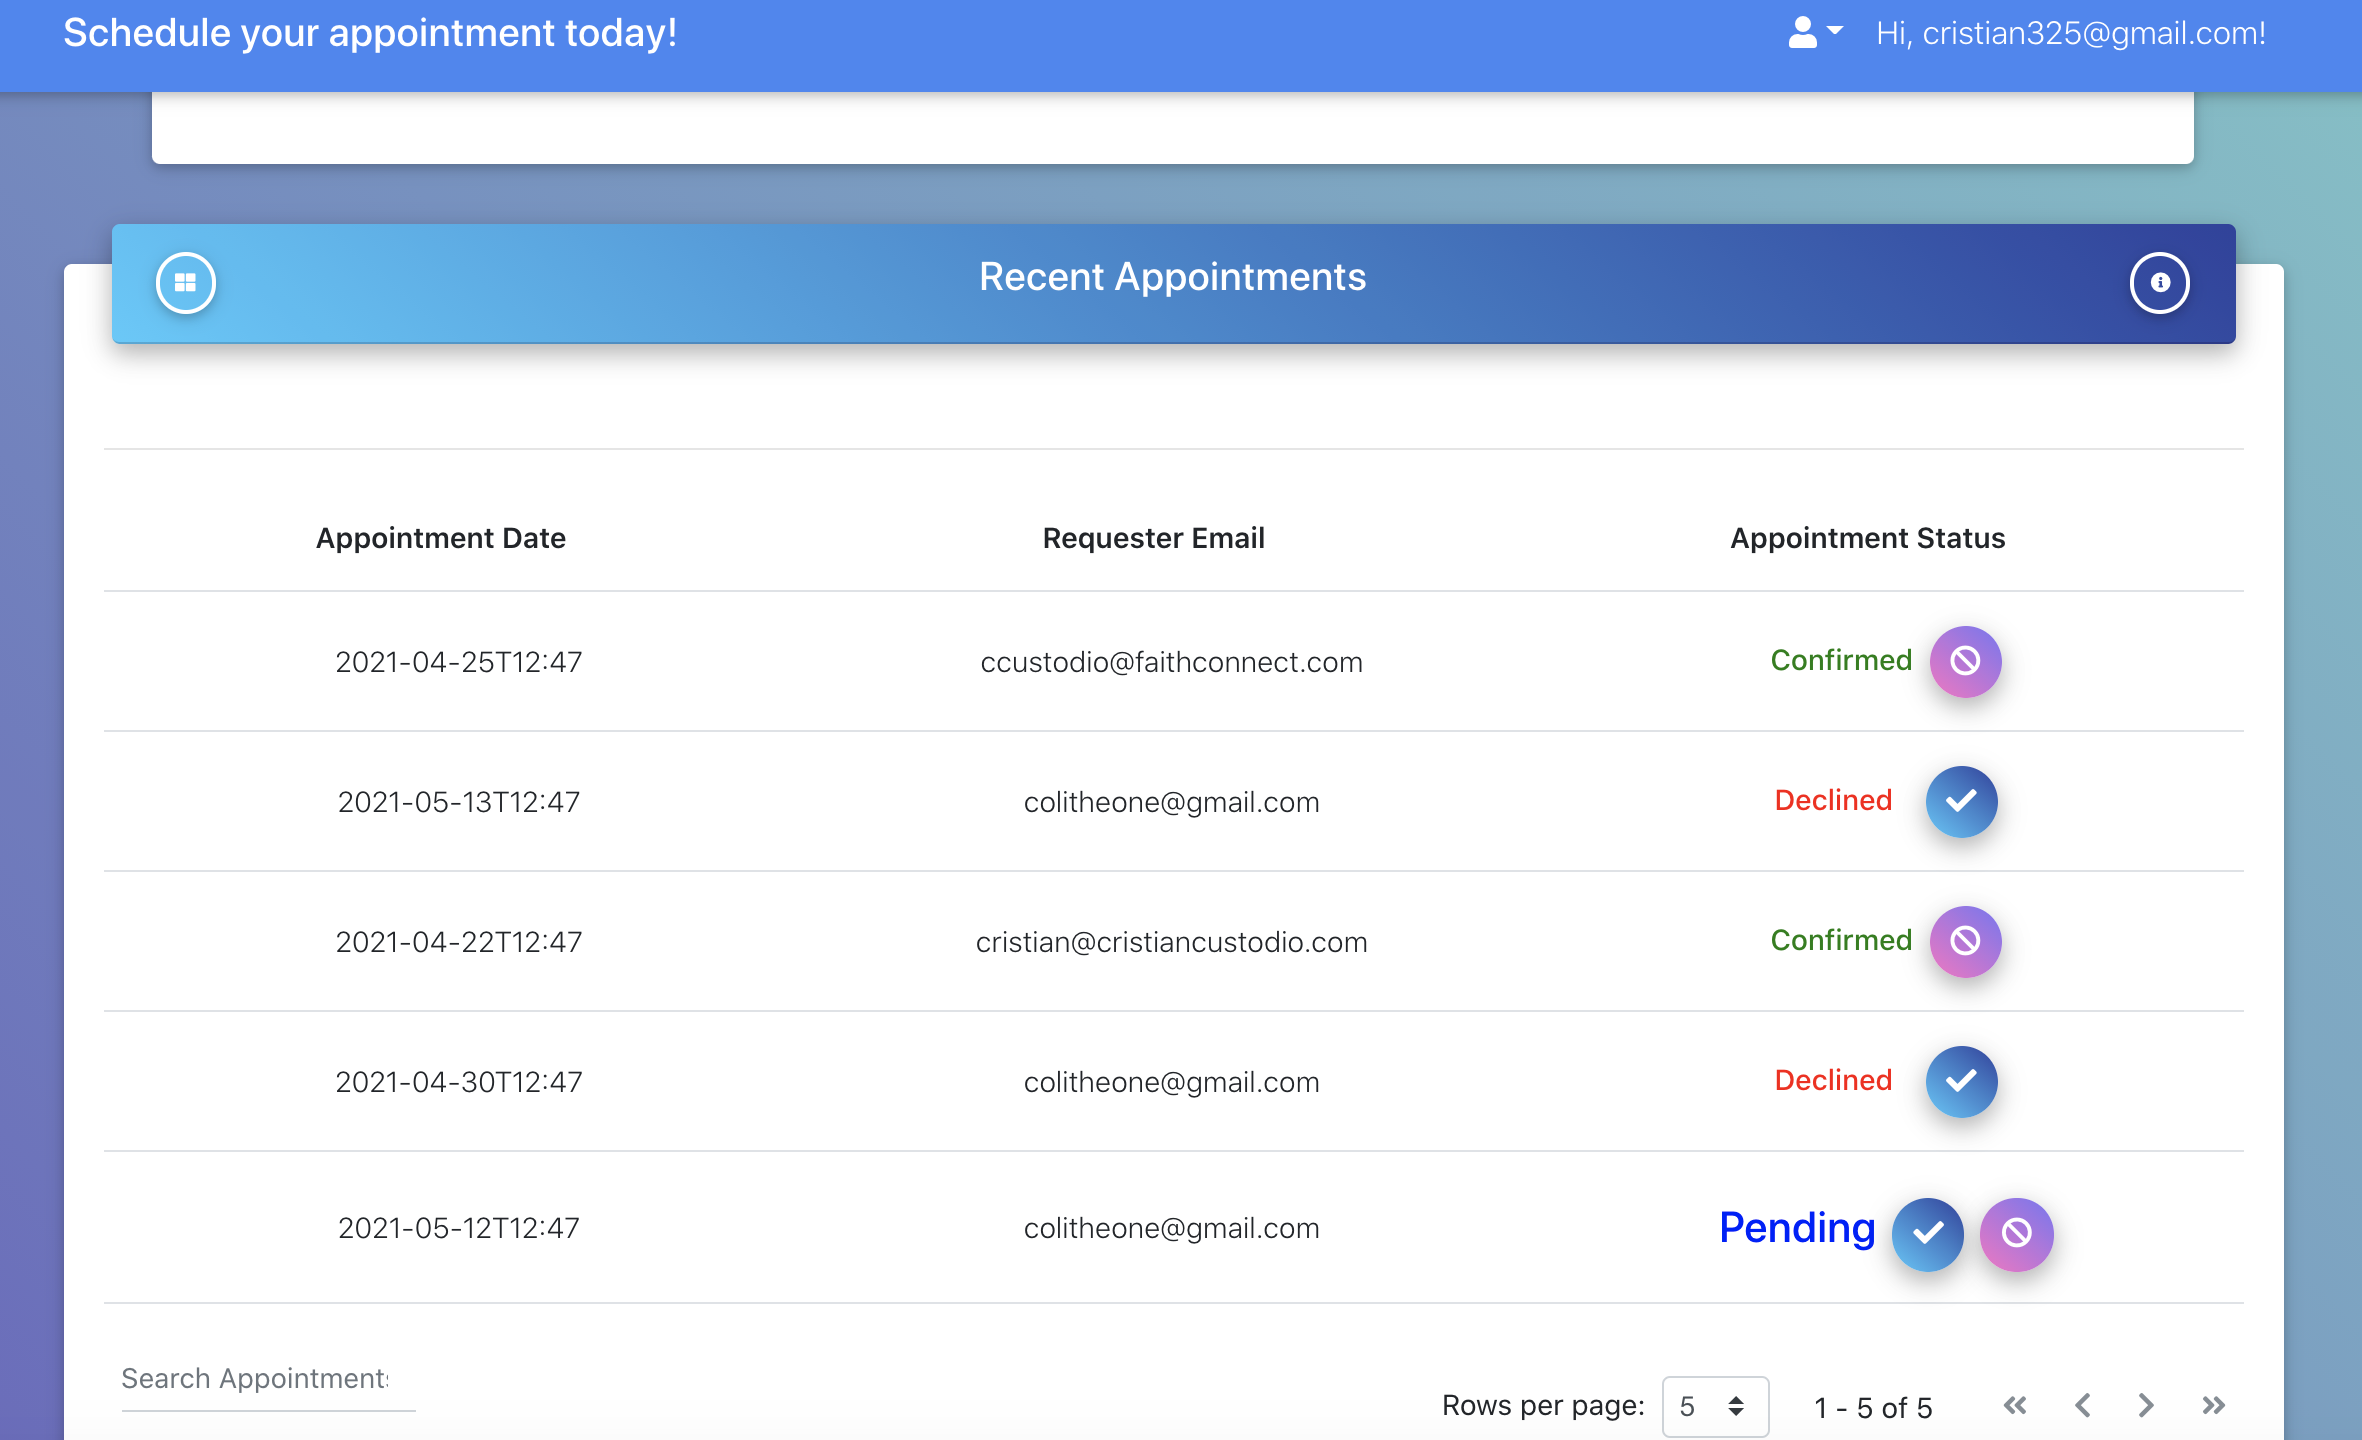 Schedule your appointment today!
Hi, cristian325@gmail.com!
Recent Appointments
Appointment Date Requester Email Appointment Status
2021-04-25T12:47 ccustodio@faithconnect.com Confirmed
2021-05-13T12:47 colitheone@gmail.com Declined
2021-04-22T12:47 cristian@cristiancustodio.com Confirmed
2021-04-30T12:47 colitheone@gmail.com Declined
2021-05-12T12:47 colitheone@gmail.com Pending
Search Appointments
Rows per page: 5 1 - 5 of 5